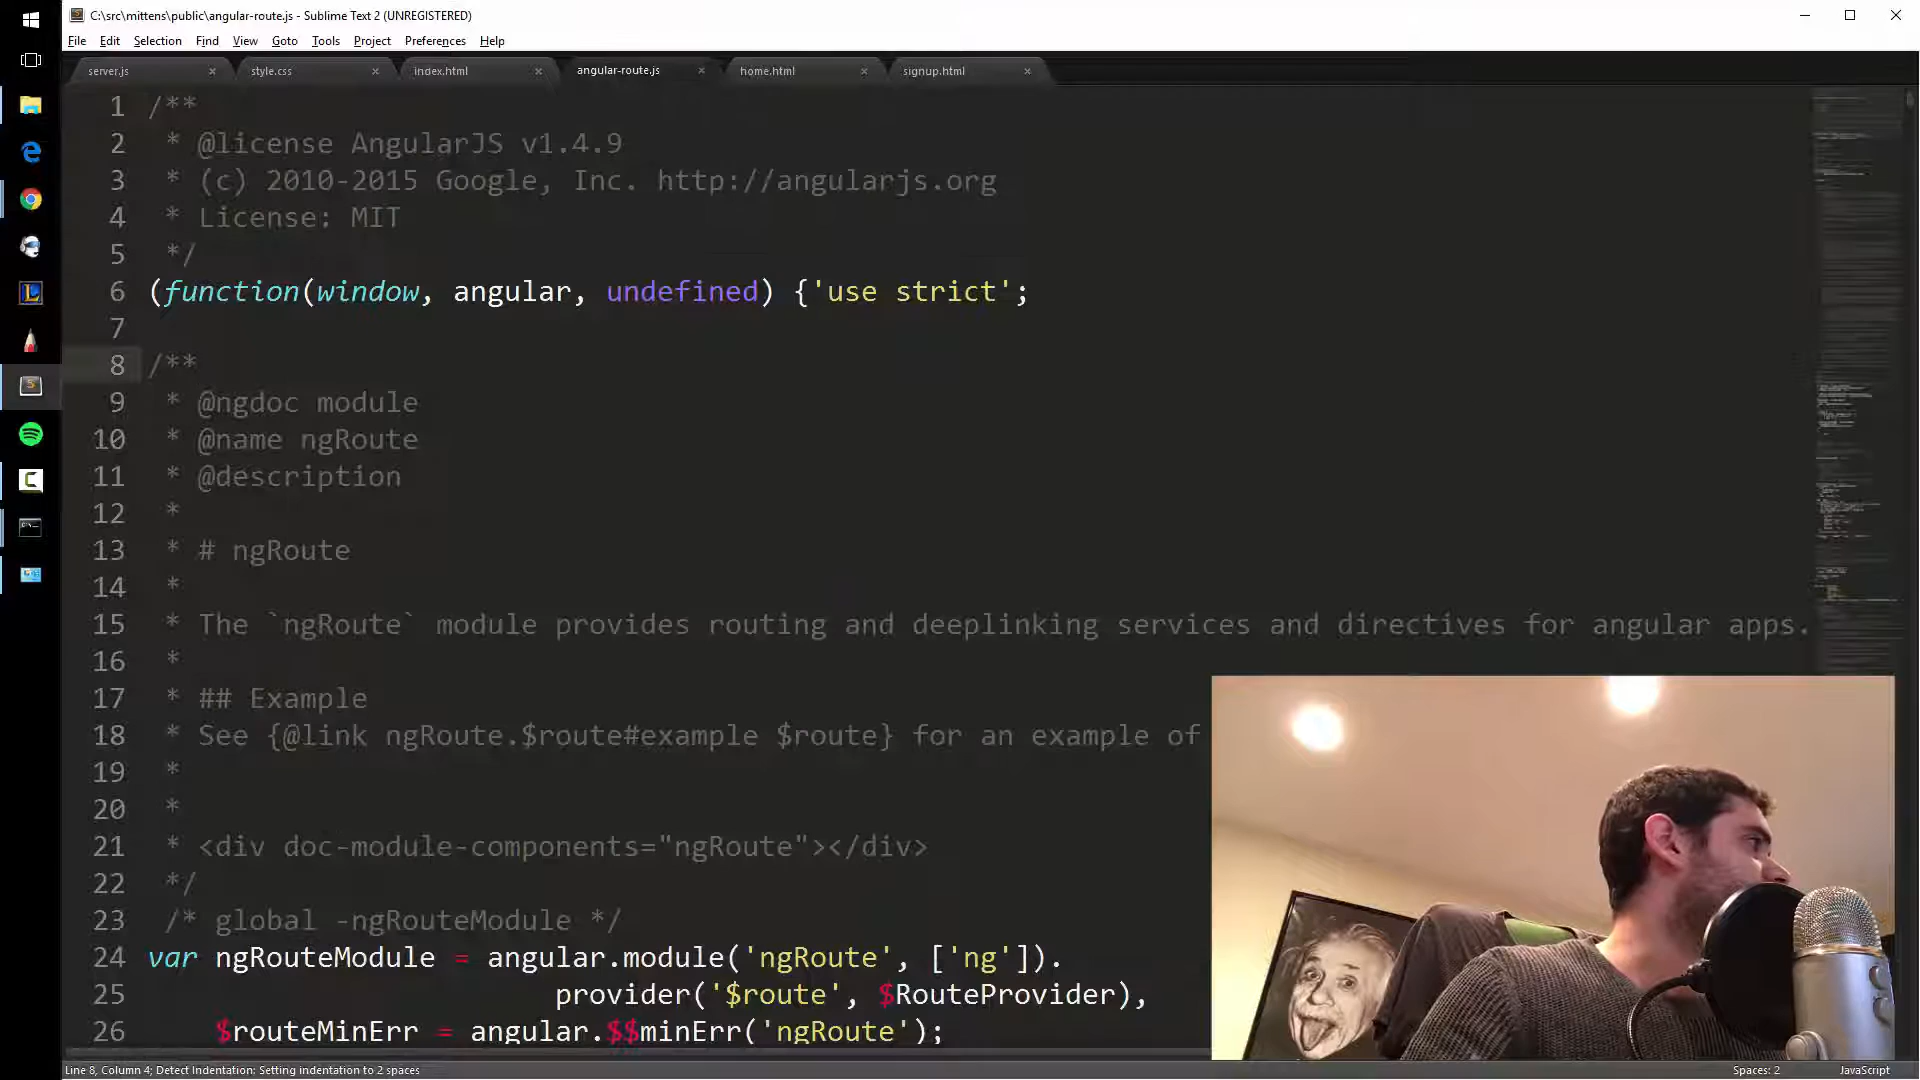 C:\src\mittens\public\angular-route.js - Sublime Text 2 (UNREGISTERED)
File Edit Selection Find View Goto Tools Project Preferences Help
server.js style.css index.html angular-route.js home.html signup.html
1 /**
2 * @license AngularJS v1.4.9
3 * (c) 2010-2015 Google, Inc. http://angularjs.org
4 * License: MIT
5 */
6 (function(window, angular, undefined) {'use strict';
7
8 /**
9 * @ngdoc module
10 * @name ngRoute
11 * @description
12 *
13 * # ngRoute
14 *
15 * The `ngRoute` module provides routing and deeplinking services and directives for angular apps.
16 *
17 * ## Example
18 * See {@link ngRoute.$route#example $route} for an example of
19 *
20 *
21 * <div doc-module-components="ngRoute"></div>
22 */
23 /* global -ngRouteModule */
24 var ngRouteModule = angular.module('ngRoute', ['ng']).
25 provider('$route', $RouteProvider),
26 $routeMinErr = angular.$$minErr('ngRoute');
Line 8, Column 4; Detect Indentation: Setting indentation to 2 spaces
Spaces: 2 JavaScript